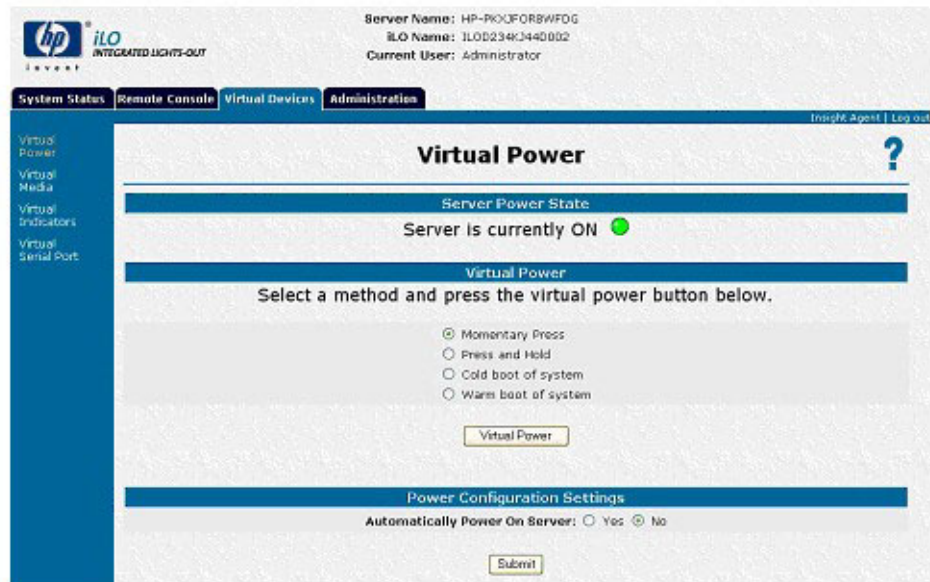 Server Name: HP-PKXJFOR8WFDG
iLO Name: ILOD234KJ44D002
Current User: Administrator
hp
invent
iLO
INTEGRATED LIGHTS-OUT
System Status Remote Console Virtual Devices Administration
Insight Agent | Log out
Virtual Power
Virtual Media
Virtual Indicators
Virtual Serial Port
Virtual Power
?
Server Power State
Server is currently ON
Virtual Power
Select a method and press the virtual power button below.
Momentary Press
Press and Hold
Cold boot of system
Warm boot of system
Virtual Power
Power Configuration Settings
Automatically Power On Server: Yes No
Submit